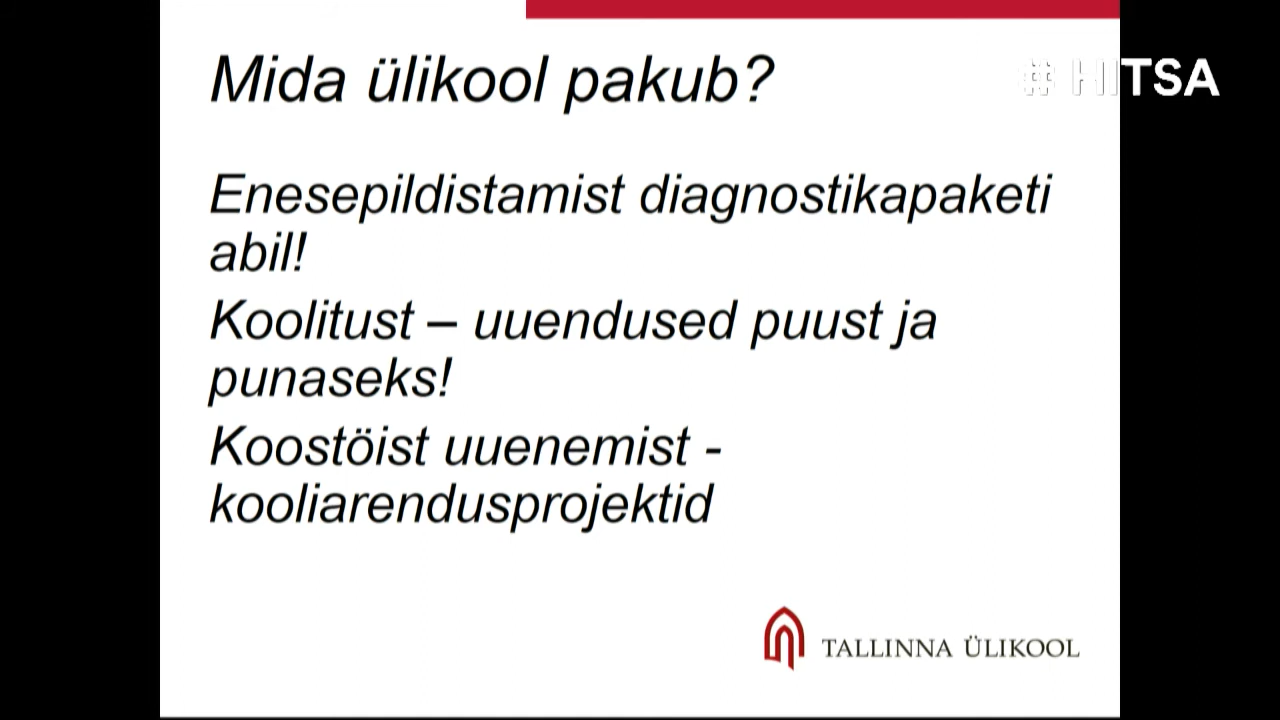 Mida ülikool pakub?
# HITSA
Enesepildistamist diagnostikapaketi
abil!
Koolitust – uuendused puust ja
punaseks!
Koostöist uuenemist -
kooliarendusprojektid
TALLINNA ÜLIKOOL